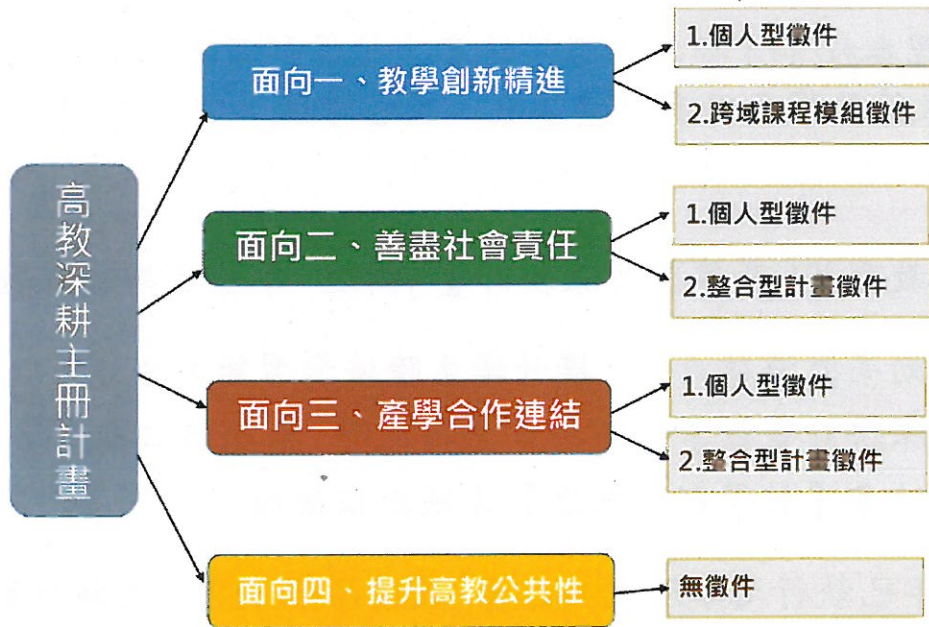 高教深耕主冊計畫
面向一、教學創新精進
1.個人型徵件
2.跨域課程模組徵件
面向二、善盡社會責任
1.個人型徵件
2.整合型計畫徵件
面向三、產學合作連結
1.個人型徵件
2.整合型計畫徵件
面向四、提升高教公共性
無徵件